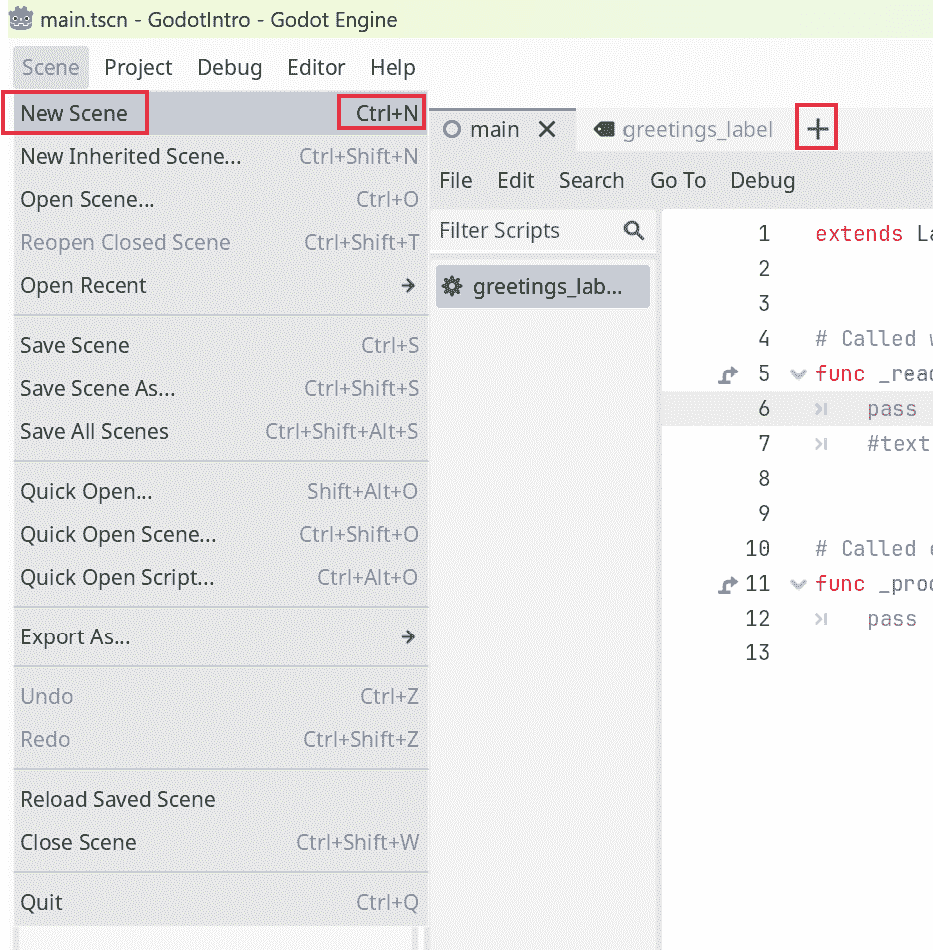 main.tscn - GodotIntro - Godot Engine
Scene Project Debug Editor Help
New Scene Ctrl+N
New Inherited Scene... Ctrl+Shift+N
Open Scene... Ctrl+O
Reopen Closed Scene Ctrl+Shift+T
Open Recent
Save Scene Ctrl+S
Save Scene As... Ctrl+Shift+S
Save All Scenes Ctrl+Shift+Alt+S
Quick Open... Shift+Alt+O
Quick Open Scene... Ctrl+Shift+O
Quick Open Script... Ctrl+Alt+O
Export As...
Undo Ctrl+Z
Redo Ctrl+Shift+Z
Reload Saved Scene
Close Scene Ctrl+Shift+W
Quit Ctrl+Q
main greetings_label
File Edit Search Go To Debug
Filter Scripts
greetings_lab...
1 extends La
2
3
4 # Called w
5 func _read
6 pass
7 #text
8
9
10 # Called e
11 func _proc
12 pass
13